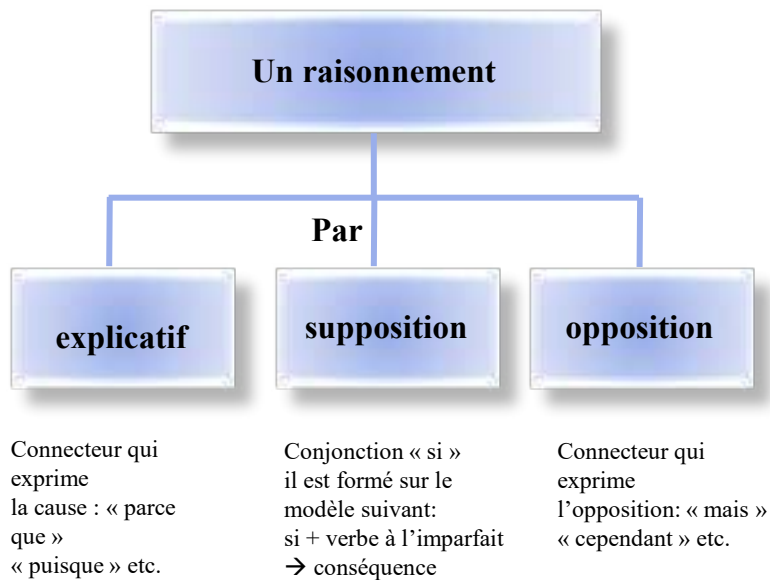 Un raisonnement
Par
explicatif
supposition
opposition
Connecteur qui
exprime
la cause : « parce
que »
« puisque » etc.
Conjonction « si »
il est formé sur le
modèle suivant:
si + verbe à l’imparfait
→ conséquence
Connecteur qui
exprime
l’opposition: « mais »
« cependant » etc.